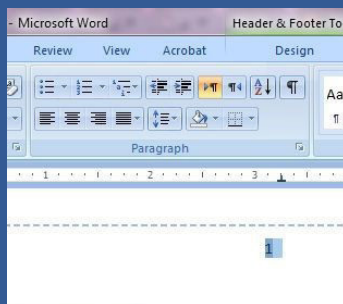 - Microsoft Word
Header & Footer To
Review View Acrobat Design
Aa
¶
Paragraph
1 2 3
1